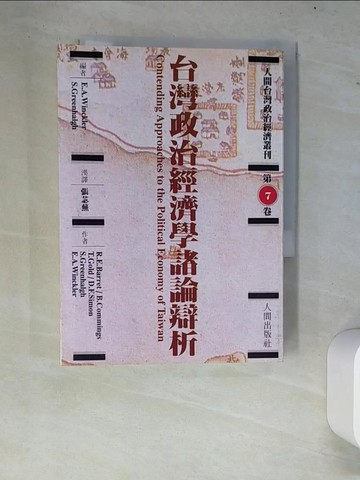 人間台灣政治經濟叢刊 第7卷
人間出版社
台灣政治經濟學諸論辯析
Contending Approaches to the Political Economy of Taiwan
編者
E.A.Winckler
S.Greenhalgh
漢譯 張苾蕪
作者
R.E.Barret / B.Commings
T.Gold / D.F.Simon
S.Greenhalgh
E.A.Winckler